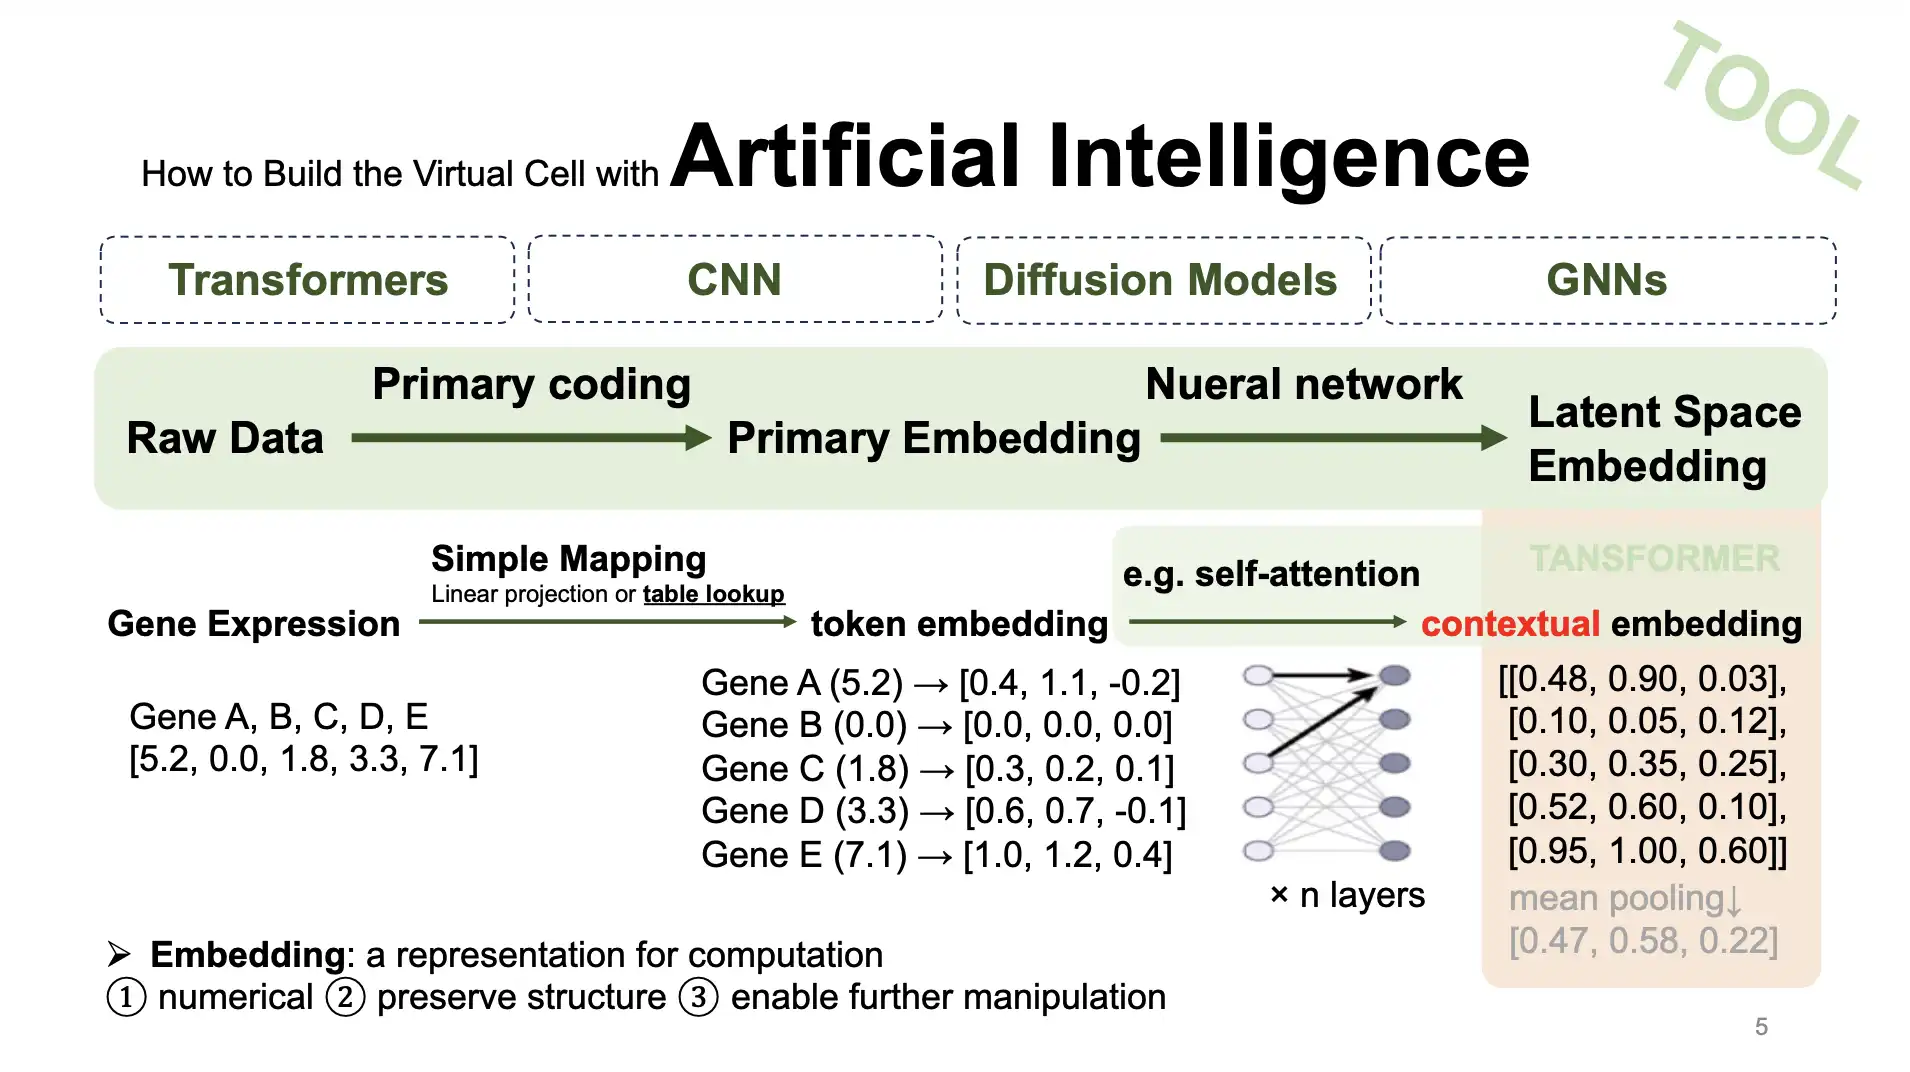 TOOL
How to Build the Virtual Cell with Artificial Intelligence
Transformers
CNN
Diffusion Models
GNNs
Primary coding
Nueral network
Raw Data
Primary Embedding
Latent Space
Embedding
Simple Mapping
Linear projection or table lookup
e.g. self-attention
TANSFORMER
Gene Expression
token embedding
contextual embedding
Gene A, B, C, D, E
[5.2, 0.0, 1.8, 3.3, 7.1]
Gene A (5.2) → [0.4, 1.1, -0.2]
Gene B (0.0) → [0.0, 0.0, 0.0]
Gene C (1.8) → [0.3, 0.2, 0.1]
Gene D (3.3) → [0.6, 0.7, -0.1]
Gene E (7.1) → [1.0, 1.2, 0.4]
× n layers
[[0.48, 0.90, 0.03],
[0.10, 0.05, 0.12],
[0.30, 0.35, 0.25],
[0.52, 0.60, 0.10],
[0.95, 1.00, 0.60]]
mean pooling↓
[0.47, 0.58, 0.22]
➢ Embedding: a representation for computation
① numerical ② preserve structure ③ enable further manipulation
5